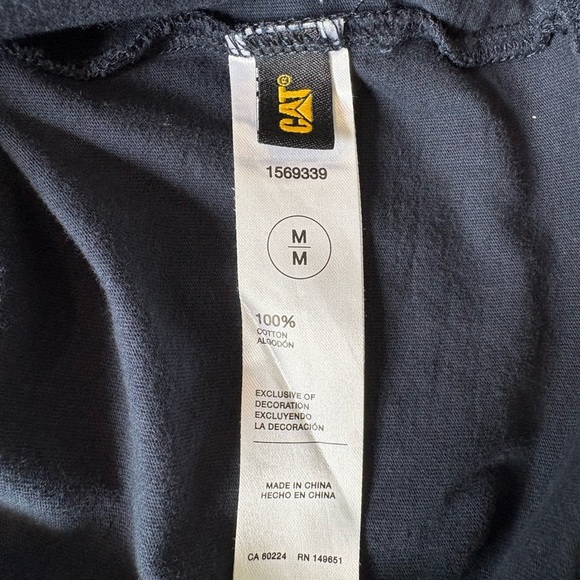 CAT®
1569339
M
M
100%
COTTON
ALGODÓN
EXCLUSIVE OF
DECORATION
EXCLUYENDO
LA DECORACIÓN
MADE IN CHINA
HECHO EN CHINA
CA 60224 RN 149651